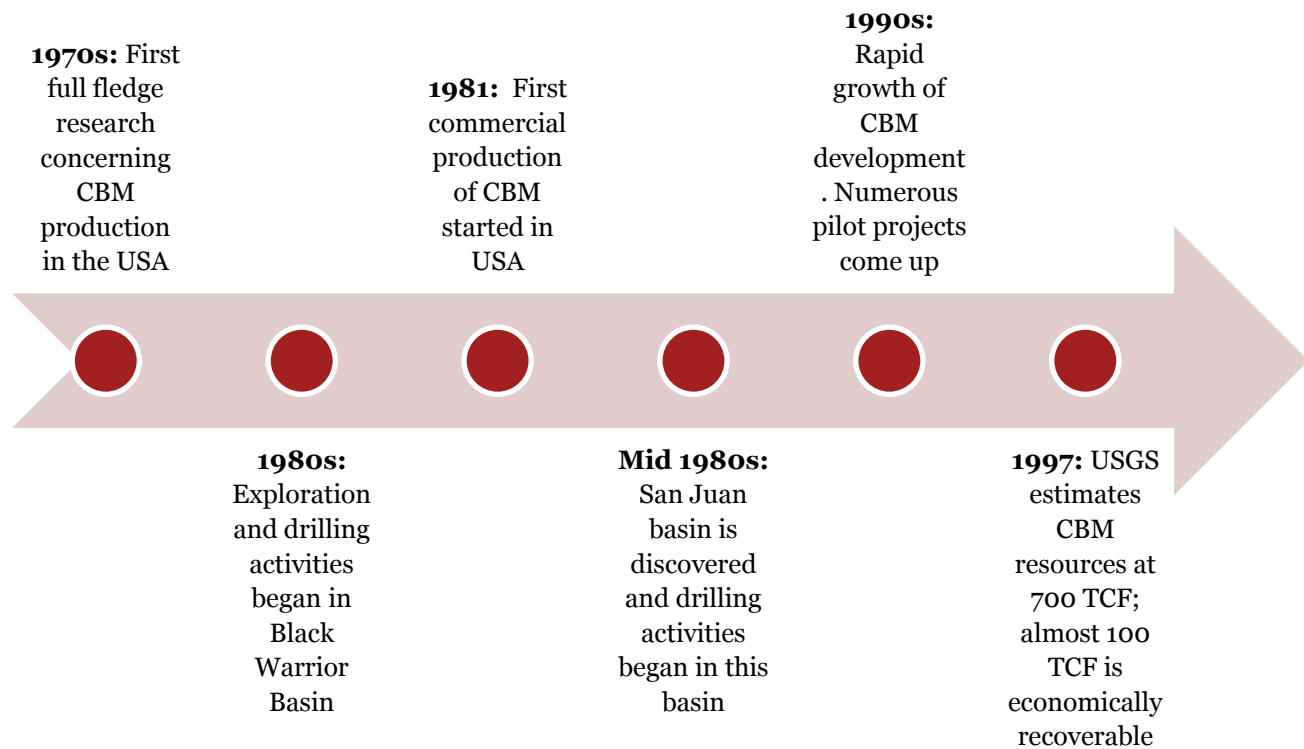 1970s: First
full fledge
research
concerning
CBM
production
in the USA
1980s:
Exploration
and drilling
activities
began in
Black
Warrior
Basin
1981:  First
commercial
production
of CBM
started in
USA
Mid 1980s:
San Juan
basin is
discovered
and drilling
activities
began in this
basin
1990s:
Rapid
growth of
CBM
development
. Numerous
pilot projects
come up
1997: USGS
estimates
CBM
resources at
700 TCF;
almost 100
TCF is
economically
recoverable